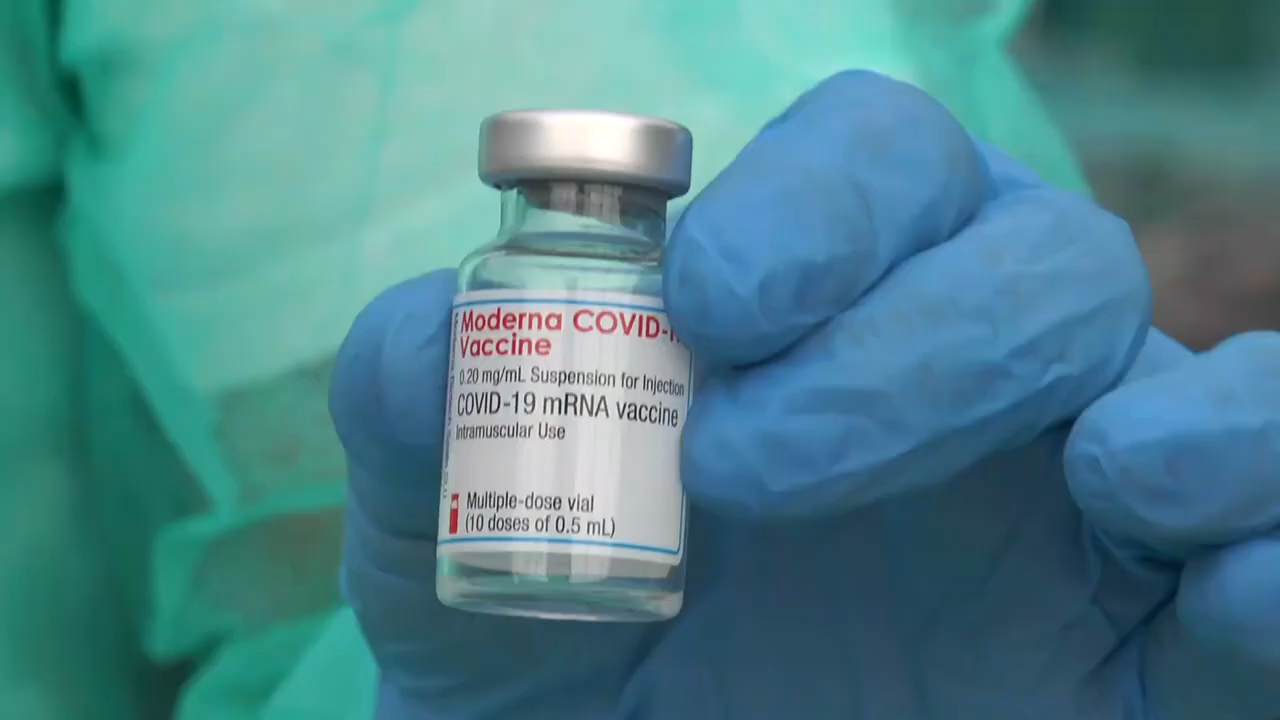 Moderna COVID-
Vaccine
0.20 mg/mL Suspension for Injection
COVID-19 mRNA vaccine
Intramuscular Use
Multiple-dose vial
(10 doses of 0.5 mL)